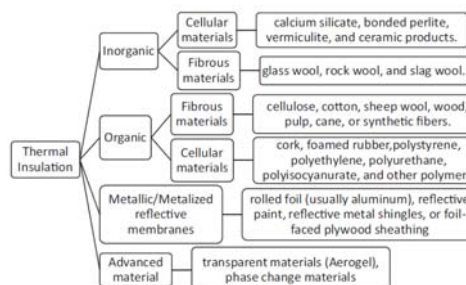 Thermal
Insulation
Inorganic
Cellular
materials
calcium silicate, bonded perlite,
vermiculite, and ceramic products.
Fibrous
materials
glass wool, rock wool, and slag wool.
Organic
Fibrous
materials
cellulose, cotton, sheep wool, wood,
pulp, cane, or synthetic fibers.
Cellular
materials
cork, foamed rubber,polystyrene,
polyethylene, polyurethane,
polyisocyanurate, and other polymer
Metallic/Metalized
reflective
membranes
rolled foil (usually aluminum), reflective
paint, reflective metal shingles, or foil-
faced plywood sheathing
Advanced
material
transparent materials (Aerogel),
phase change materials